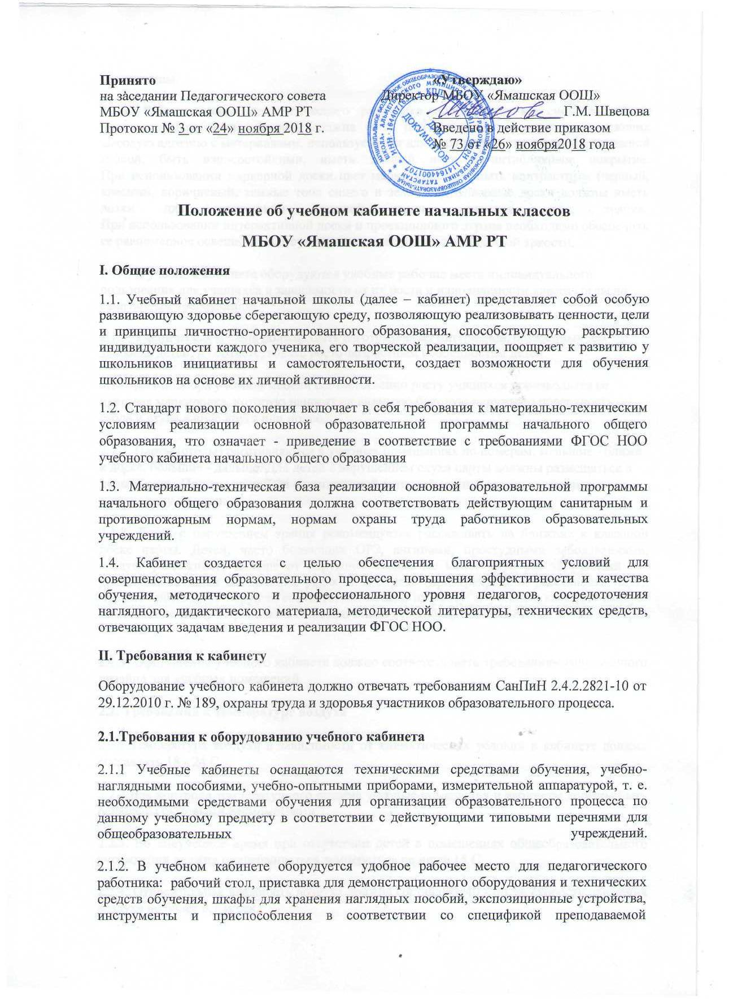 Принято
на заседании Педагогического совета
МБОУ «Ямашская ООШ» АМР РТ
Протокол № 3 от «24» ноября 2018 г.
«Утверждаю»
Директор МБОУ «Ямашская ООШ»
Г.М. Швецова
Введено в действие приказом
№ 73 от «26» ноября2018 года
ДЛЯ
ДОКУМЕНТОВ
Положение об учебном кабинете начальных классов
МБОУ «Ямашская ООШ» АМР РТ
I. Общие положения
1.1. Учебный кабинет начальной школы (далее – кабинет) представляет собой особую
развивающую здоровье сберегающую среду, позволяющую реализовывать ценности, цели
и принципы личностно-ориентированного образования, способствующую раскрытию
индивидуальности каждого ученика, его творческой реализации, поощряет к развитию у
школьников инициативы и самостоятельности, создает возможности для обучения
школьников на основе их личной активности.
1.2. Стандарт нового поколения включает в себя требования к материально-техническим
условиям реализации основной образовательной программы начального общего
образования, что означает - приведение в соответствие с требованиями ФГОС НОО
учебного кабинета начального общего образования
1.3. Материально-техническая база реализации основной образовательной программы
начального общего образования должна соответствовать действующим санитарным и
противопожарным нормам, нормам охраны труда работников образовательных
учреждений.
1.4. Кабинет создается с целью обеспечения благоприятных условий для
совершенствования образовательного процесса, повышения эффективности и качества
обучения, методического и профессионального уровня педагогов, сосредоточения
наглядного, дидактического материала, методической литературы, технических средств,
отвечающих задачам введения и реализации ФГОС НОО.
II. Требования к кабинету
Оборудование учебного кабинета должно отвечать требованиям СанПиН 2.4.2.2821-10 от
29.12.2010 г. № 189, охраны труда и здоровья участников образовательного процесса.
2.1.Требования к оборудованию учебного кабинета
2.1.1 Учебные кабинеты оснащаются техническими средствами обучения, учебно-
наглядными пособиями, учебно-опытными приборами, измерительной аппаратурой, т. е.
необходимыми средствами обучения для организации образовательного процесса по
данному учебному предмету в соответствии с действующими типовыми перечнями для
общеобразовательных учреждений.
2.1.2. В учебном кабинете оборудуется удобное рабочее место для педагогического
работника: рабочий стол, приставка для демонстрационного оборудования и технических
средств обучения, шкафы для хранения наглядных пособий, экспозиционные устройства,
инструменты и приспособления в соответствии со спецификой преподаваемой